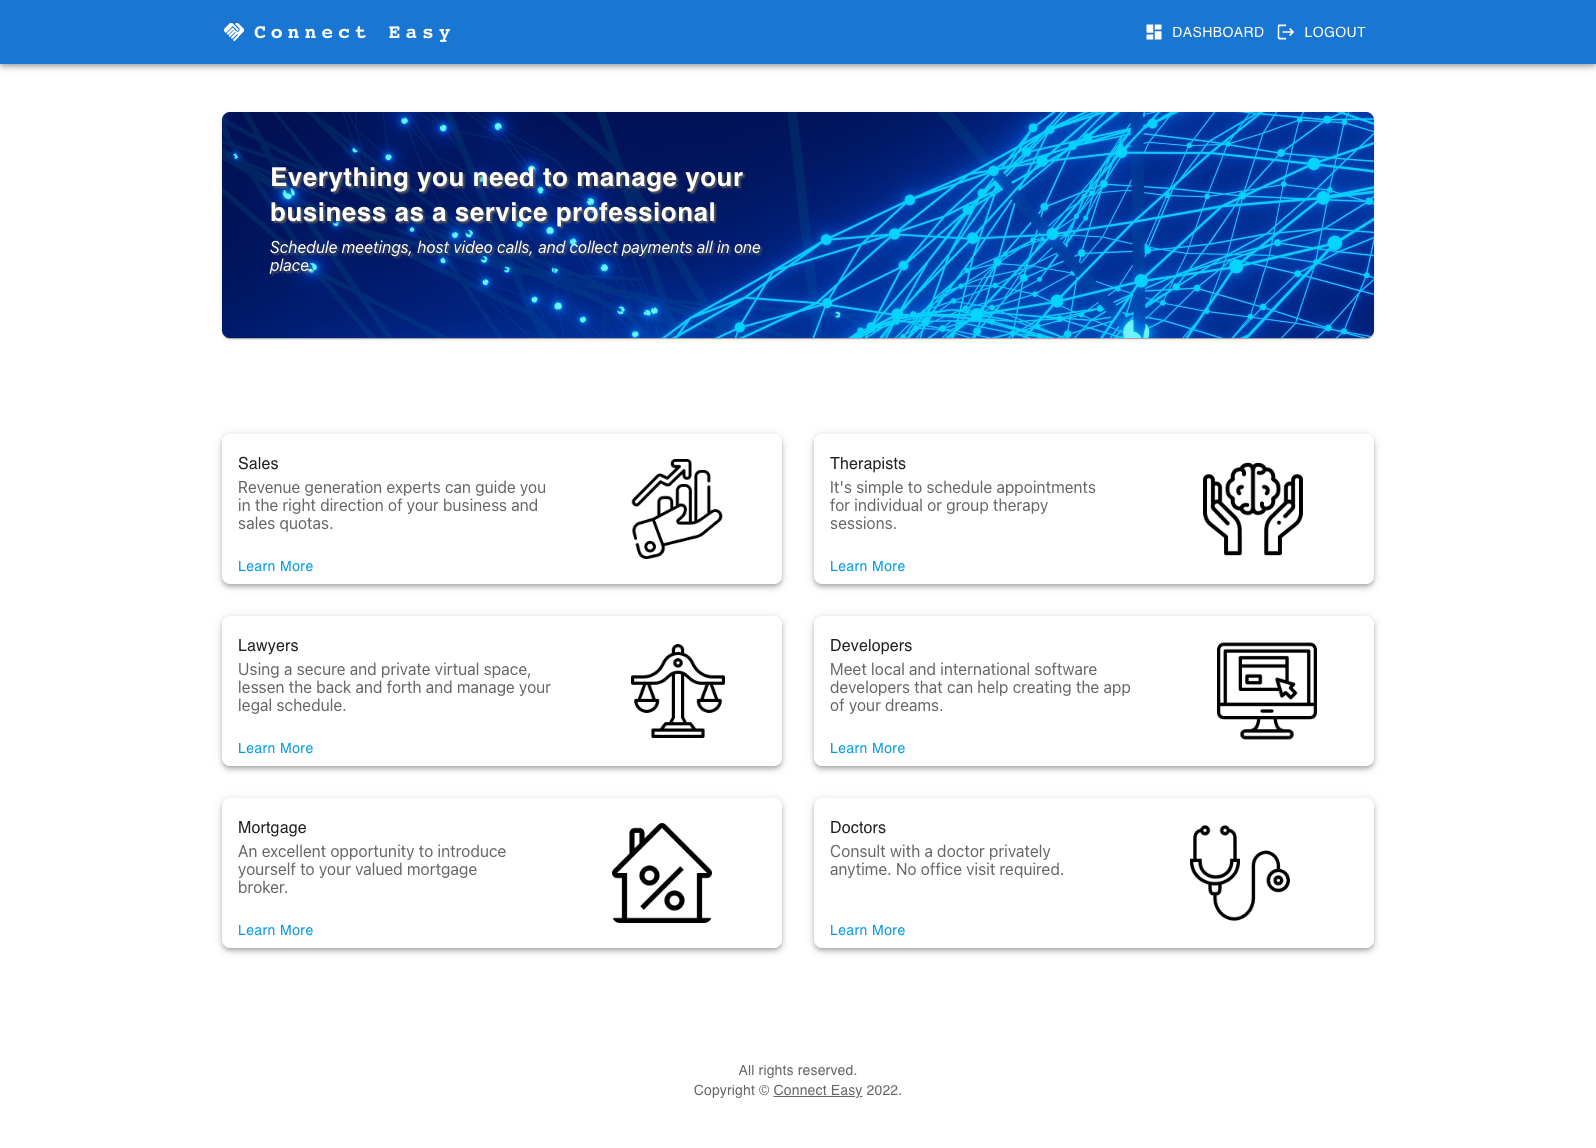 Connect Easy
DASHBOARD
LOGOUT
Everything you need to manage your
business as a service professional
Schedule meetings, host video calls, and collect payments all in one
place.
Sales
Revenue generation experts can guide you
in the right direction of your business and
sales quotas.
Learn More
Therapists
It's simple to schedule appointments
for individual or group therapy
sessions.
Learn More
Lawyers
Using a secure and private virtual space,
lessen the back and forth and manage your
legal schedule.
Learn More
Developers
Meet local and international software
developers that can help creating the app
of your dreams.
Learn More
Mortgage
An excellent opportunity to introduce
yourself to your valued mortgage
broker.
Learn More
Doctors
Consult with a doctor privately
anytime. No office visit required.
Learn More
All rights reserved.
Copyright © Connect Easy 2022.